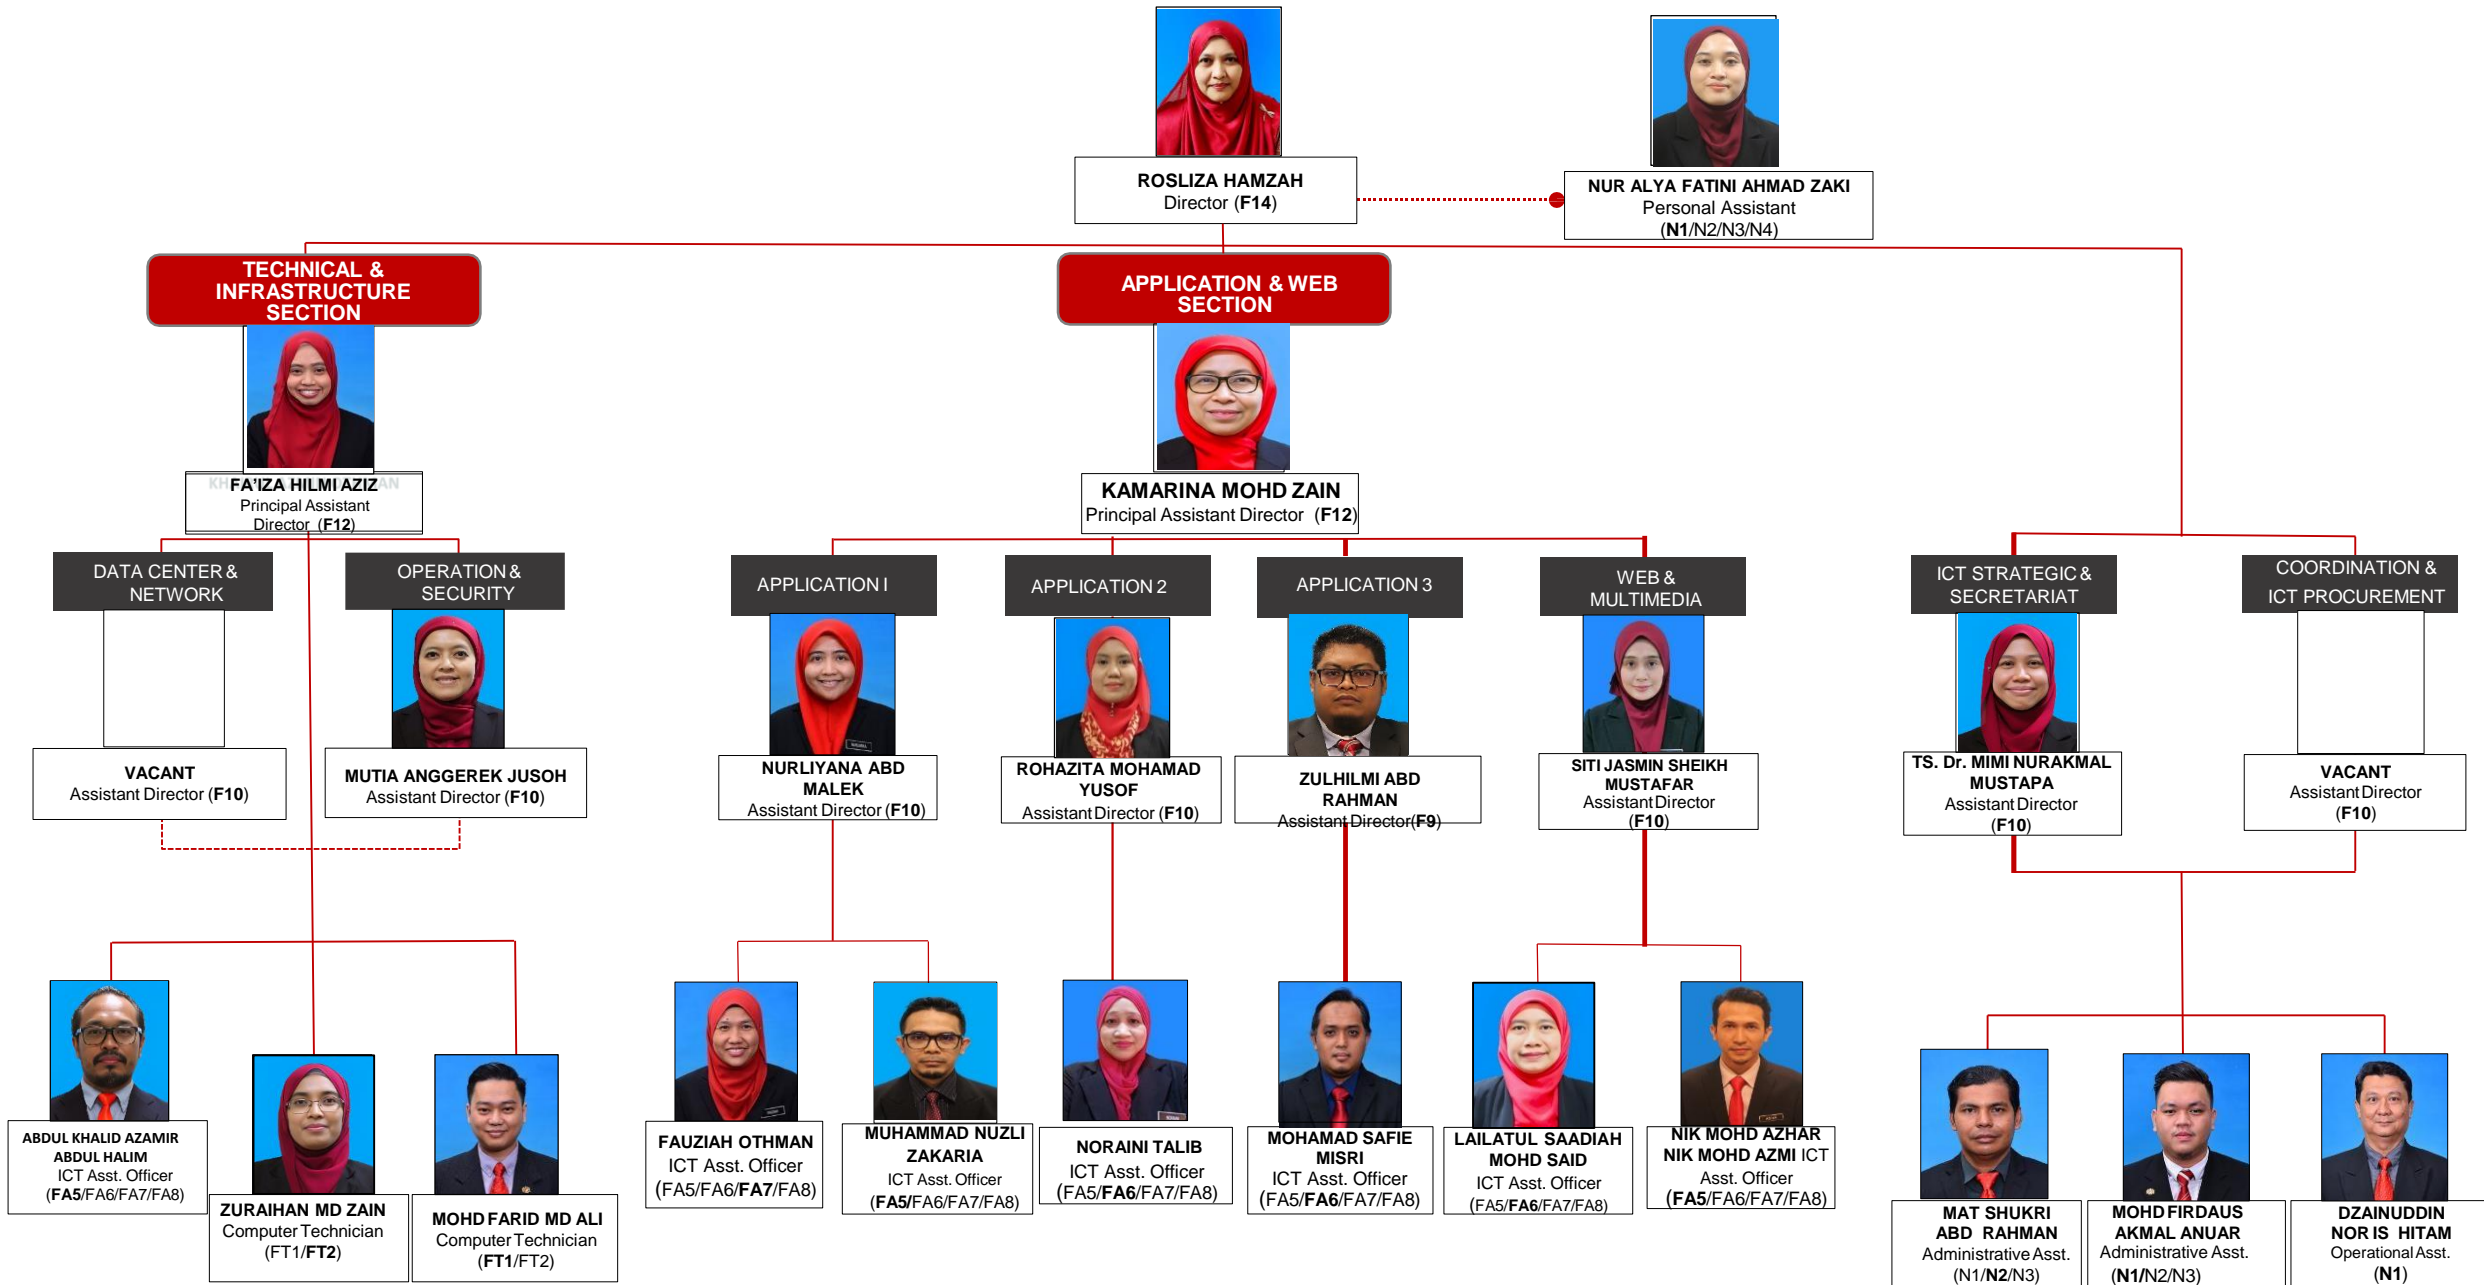 ROSLIZA HAMZAH
Director (F14)
NUR ALYA FATINI AHMAD ZAKI
Personal Assistant
(N1/N2/N3/N4)
TECHNICAL &
INFRASTRUCTURE
SECTION
APPLICATION & WEB
SECTION
FA'IZA HILMI AZIZ
Principal Assistant
Director (F12)
KAMARINA MOHD ZAIN
Principal Assistant Director (F12)
DATA CENTER &
NETWORK
OPERATION &
SECURITY
APPLICATION I
APPLICATION 2
APPLICATION 3
WEB &
MULTIMEDIA
ICT STRATEGIC &
SECRETARIAT
COORDINATION &
ICT PROCUREMENT
VACANT
Assistant Director (F10)
MUTIA ANGGEREK JUSOH
Assistant Director (F10)
NURLIYANA ABD
MALEK
Assistant Director (F10)
ROHAZITA MOHAMAD
YUSOF
Assistant Director (F10)
ZULHILMI ABD
RAHMAN
Assistant Director(F9)
SITI JASMIN SHEIKH
MUSTAFAR
Assistant Director
(F10)
TS. Dr. MIMI NURAKMAL
MUSTAPA
Assistant Director
(F10)
VACANT
Assistant Director
(F10)
ABDUL KHALID AZAMIR
ABDUL HALIM
ICT Asst. Officer
(FA5/FA6/FA7/FA8)
ZURAIHAN MD ZAIN
Computer Technician
(FT1/FT2)
MOHD FARID MD ALI
Computer Technician
(FT1/FT2)
FAUZIAH OTHMAN
ICT Asst. Officer
(FA5/FA6/FA7/FA8)
MUHAMMAD NUZLI
ZAKARIA
ICT Asst. Officer
(FA5/FA6/FA7/FA8)
NORAINI TALIB
ICT Asst. Officer
(FA5/FA6/FA7/FA8)
MOHAMAD SAFIE
MISRI
ICT Asst. Officer
(FA5/FA6/FA7/FA8)
LAILATUL SAADIAH
MOHD SAID
ICT Asst. Officer
(FA5/FA6/FA7/FA8)
NIK MOHD AZHAR
NIK MOHD AZMI ICT
Asst. Officer
(FA5/FA6/FA7/FA8)
MAT SHUKRI
ABD RAHMAN
Administrative Asst.
(N1/N2/N3)
MOHD FIRDAUS
AKMAL ANUAR
Administrative Asst.
(N1/N2/N3)
DZAINUDDIN
NOR IS HITAM
Operational Asst.
(N1)